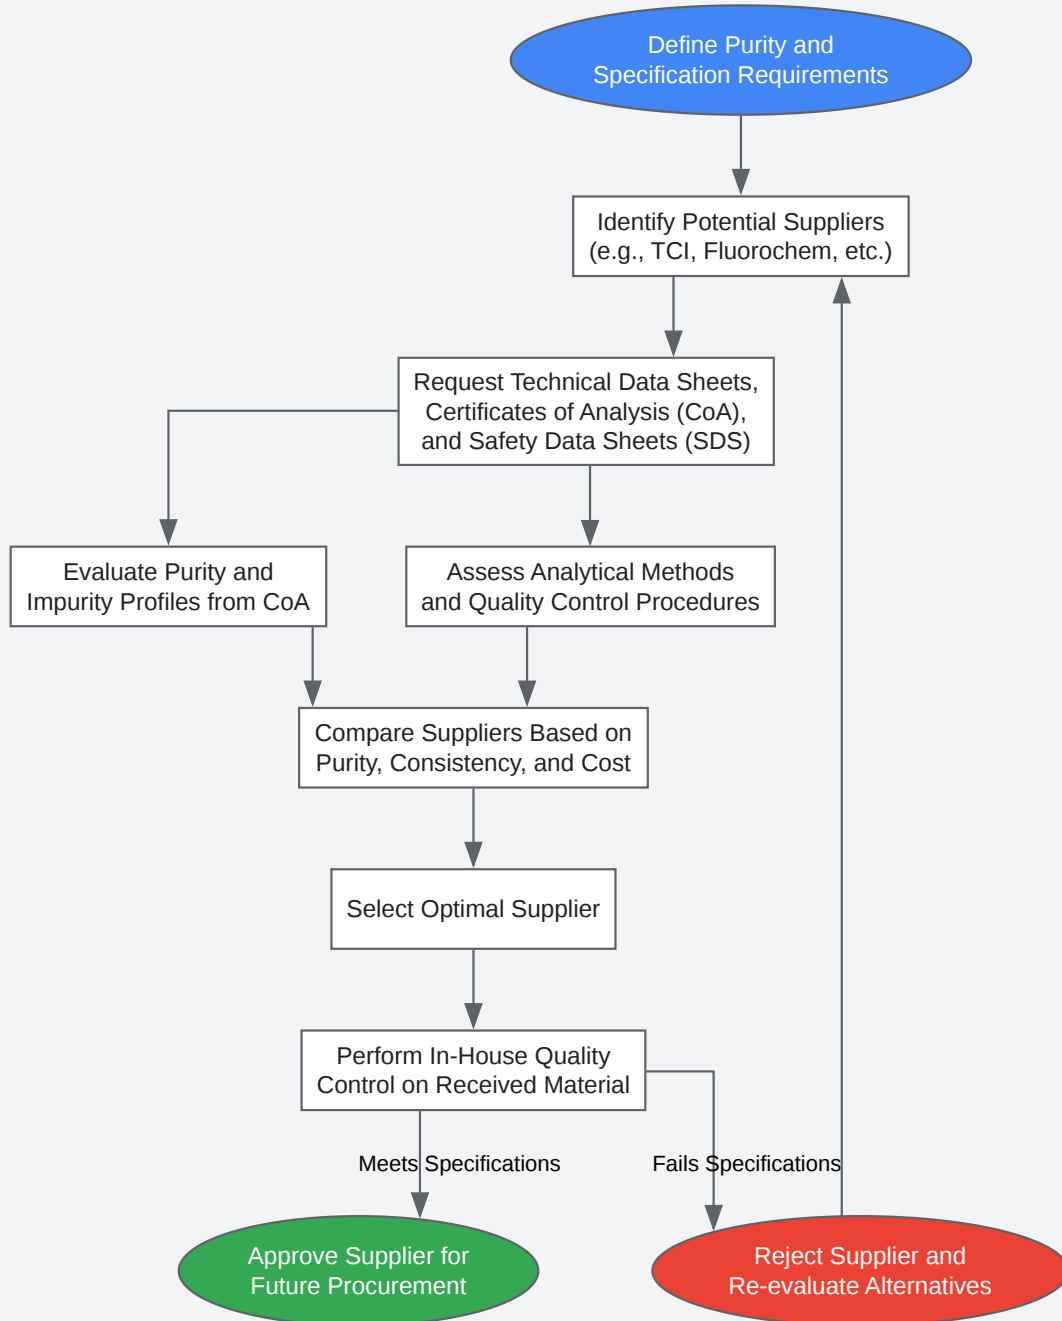 Define Purity and
Specification Requirements
Identify Potential Suppliers
(e.g., TCI, Fluorochem, etc.)
Request Technical Data Sheets,
Certificates of Analysis (CoA),
and Safety Data Sheets (SDS)
Evaluate Purity and
Impurity Profiles from CoA
Assess Analytical Methods
and Quality Control Procedures
Compare Suppliers Based on
Purity, Consistency, and Cost
Select Optimal Supplier
Perform In-House Quality
Control on Received Material
Meets Specifications
Fails Specifications
Approve Supplier for
Future Procurement
Reject Supplier and
Re-evaluate Alternatives